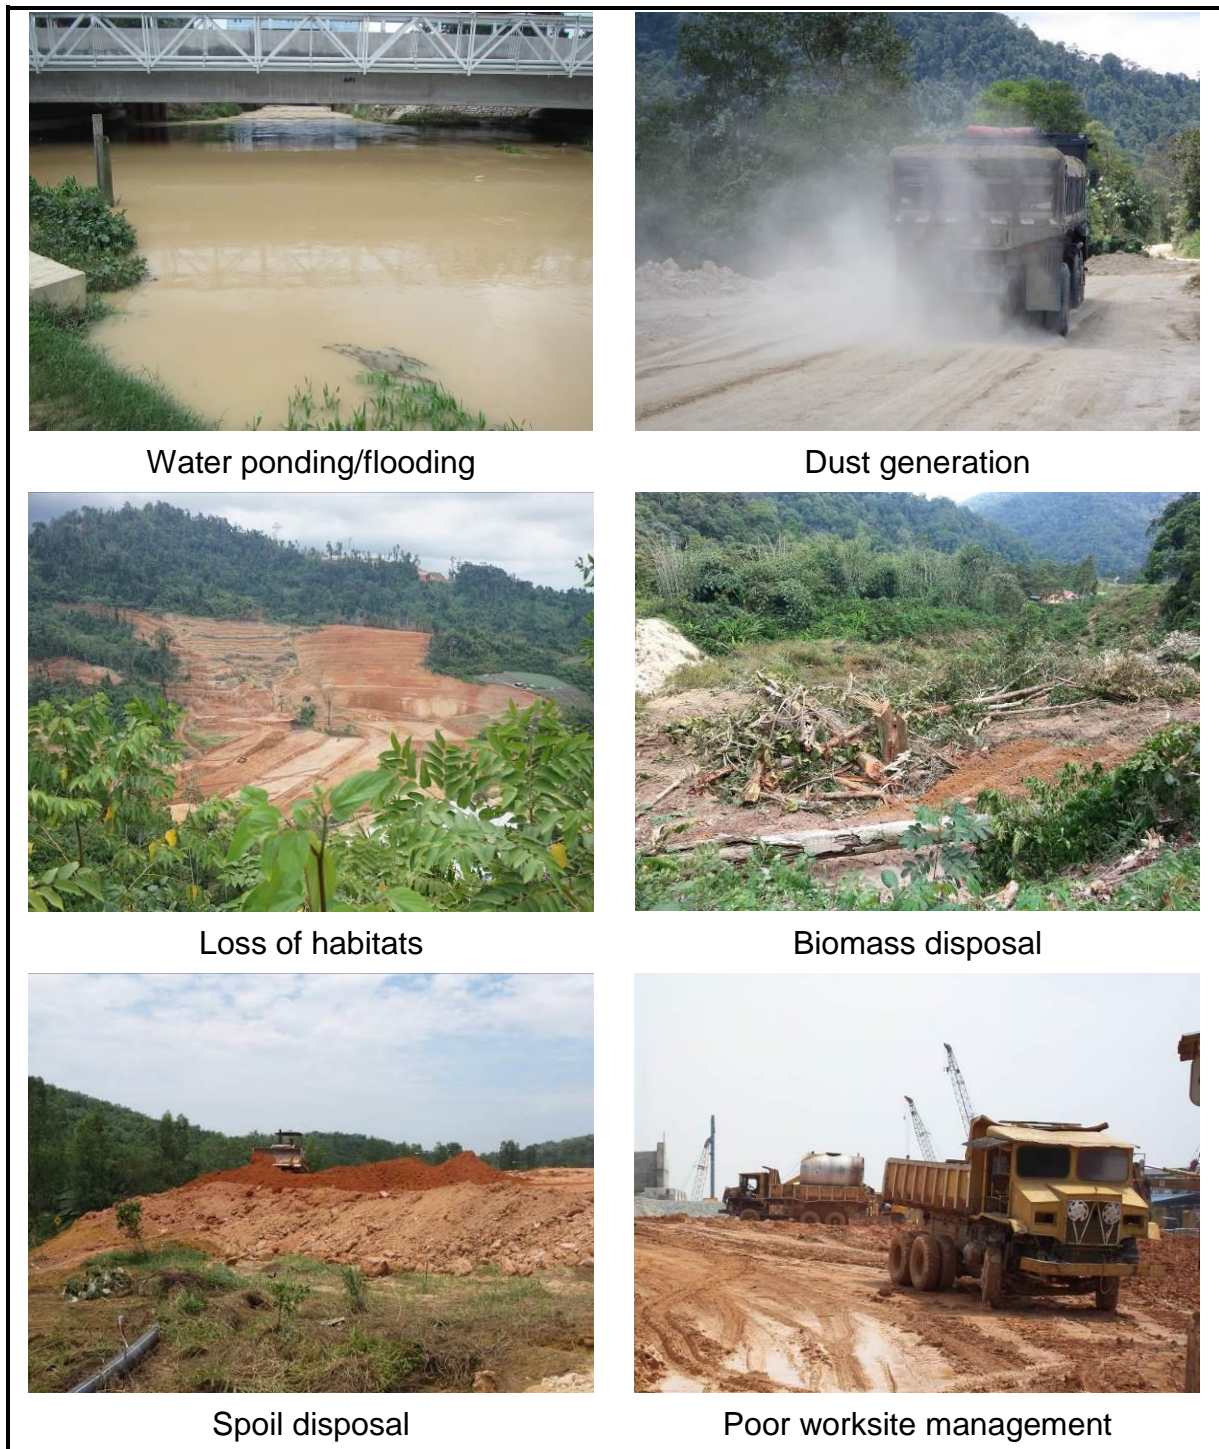 Water ponding/flooding
Dust generation
Loss of habitats
Biomass disposal
Spoil disposal
Poor worksite management